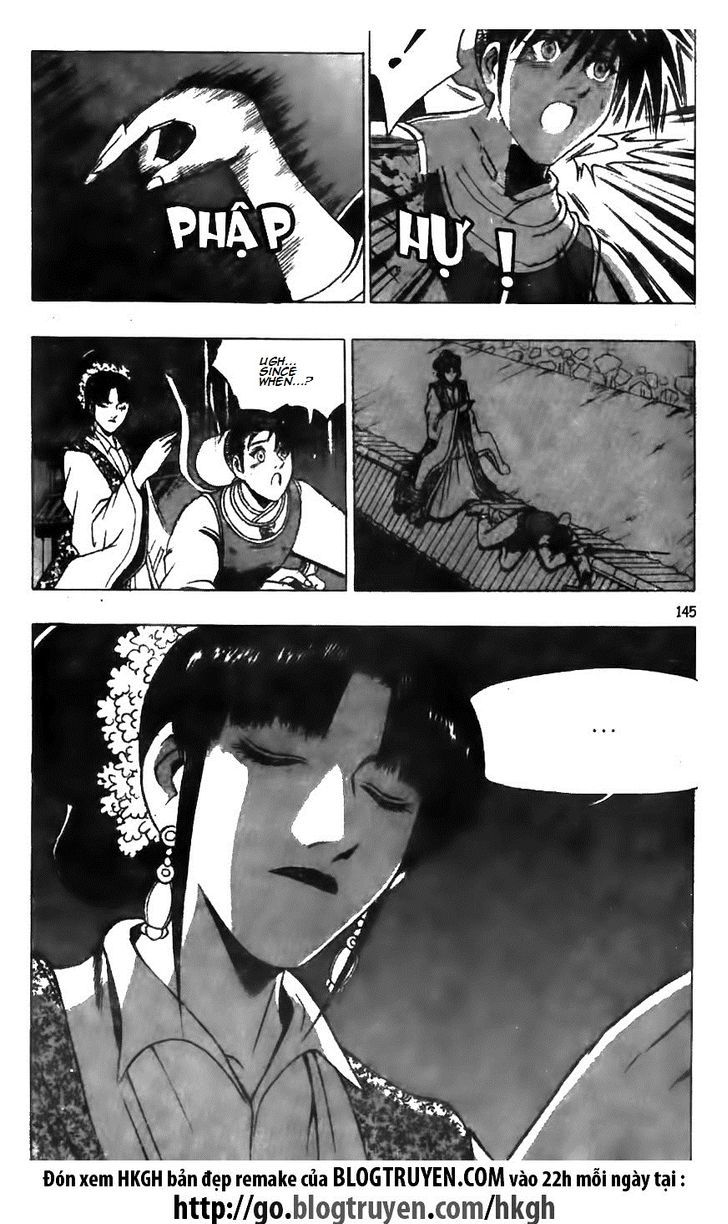 !
PHẬP
HỰ !
UGH...
SINCE
WHEN...?
145
...
Đón xem HKGH bản đẹp remake của BLOGTRUYEN.COM vào 22h mỗi ngày tại :
http://go.blogtruyen.com/hkgh